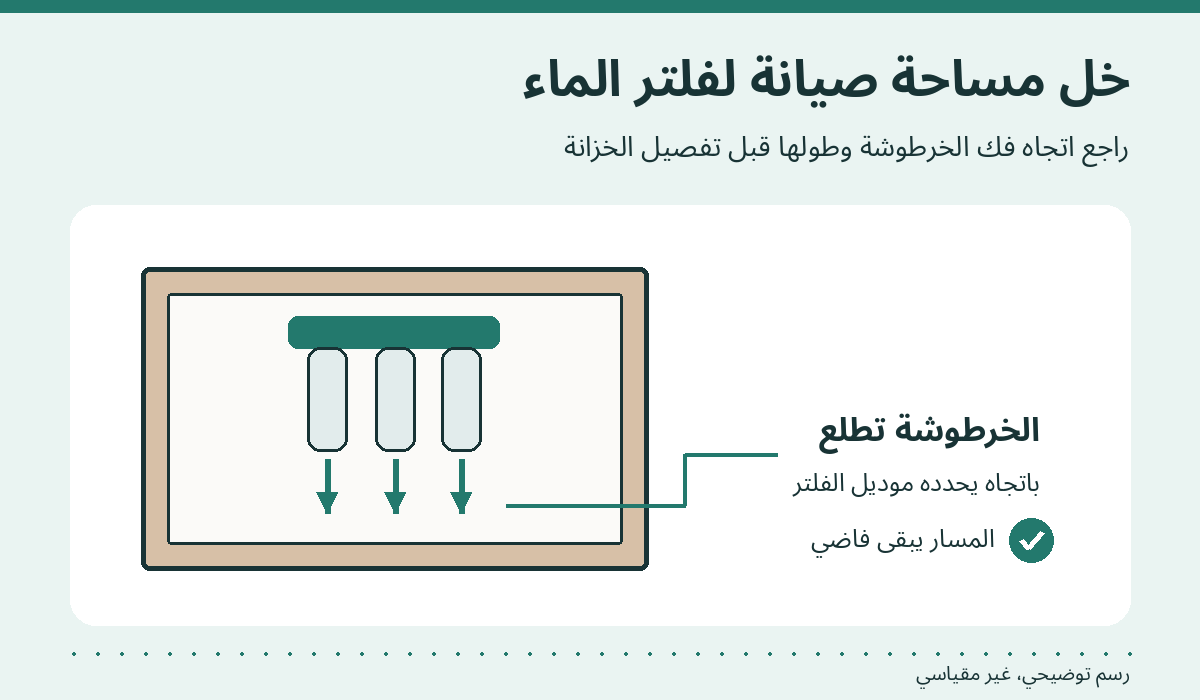 خل مساحة صيانة لفلتر الماء
راجع اتجاه فك الخرطوشة وطولها قبل تفصيل الخزانة
الخرطوشة تطلع
باتجاه يحدده موديل الفلتر
المسار يبقى فاضي
رسم توضيحي، غير مقياسي